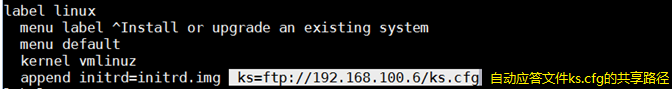 label linux
  menu label ^Install or upgrade an existing system
  menu default
  kernel vmlinuz
  append initrd=initrd.img  ks=ftp://192.168.100.6/ks.cfg 自动应答文件ks.cfg的共享路径